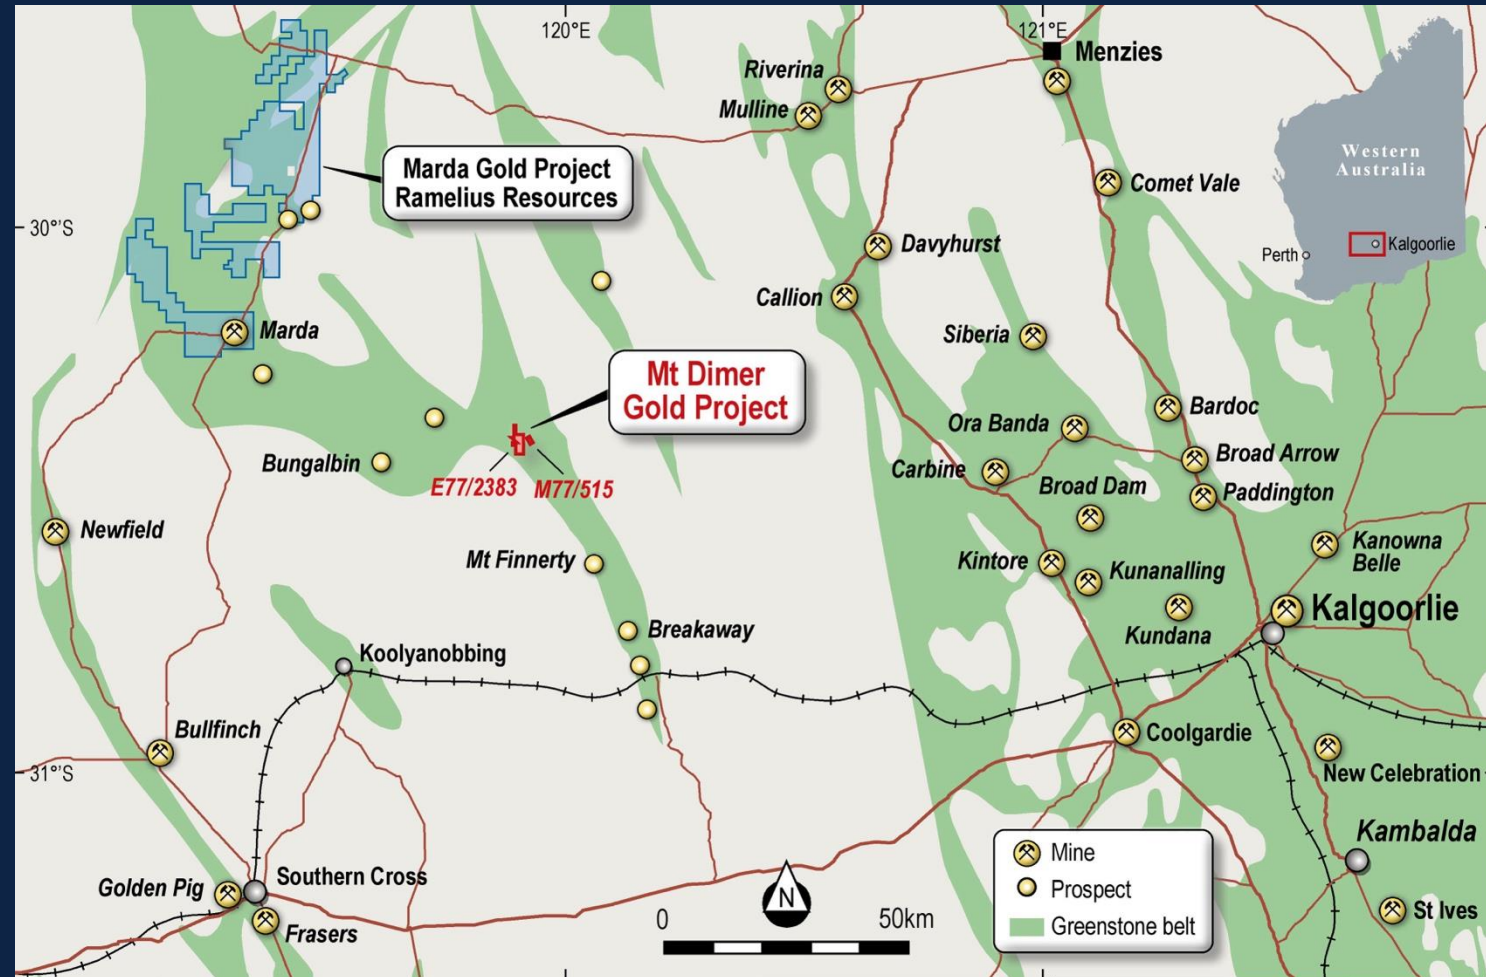 120°E
121°E
Menzies
Riverina
Mulline
Marda Gold Project
Ramelius Resources
Western
Australia
Comet Vale
30°S
Davyhurst
Perth
Kalgoorlie
Callion
Marda
Siberia
Mt Dimer
Gold Project
Bardoc
Ora Banda
Broad Arrow
Bungalbin
Carbine
E77/2383
M77/515
Broad Dam
Paddington
Newfield
Kanowna
Belle
Mt Finnerty
Kintore
Kunanalling
Kalgoorlie
Breakaway
Kundana
Koolyanobbing
Bullfinch
Coolgardie
31°S
New Celebration
Kambalda
Mine
Golden Pig
Southern Cross
Prospect
N
0
50km
St Ives
Greenstone belt
Frasers